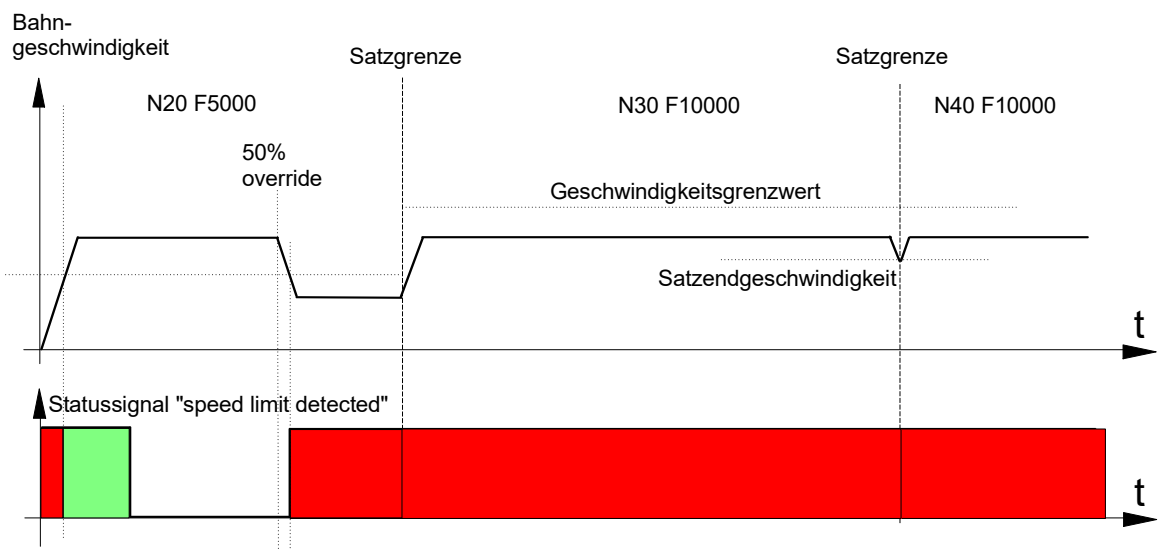 Bahn-
geschwindigkeit
Satzgrenze
Satzgrenze
N20 F5000
N30 F10000
N40 F10000
50%
override
Geschwindigkeitsgrenzwert
Satzendgeschwindigkeit
t
Statussignal "speed limit detected"
t